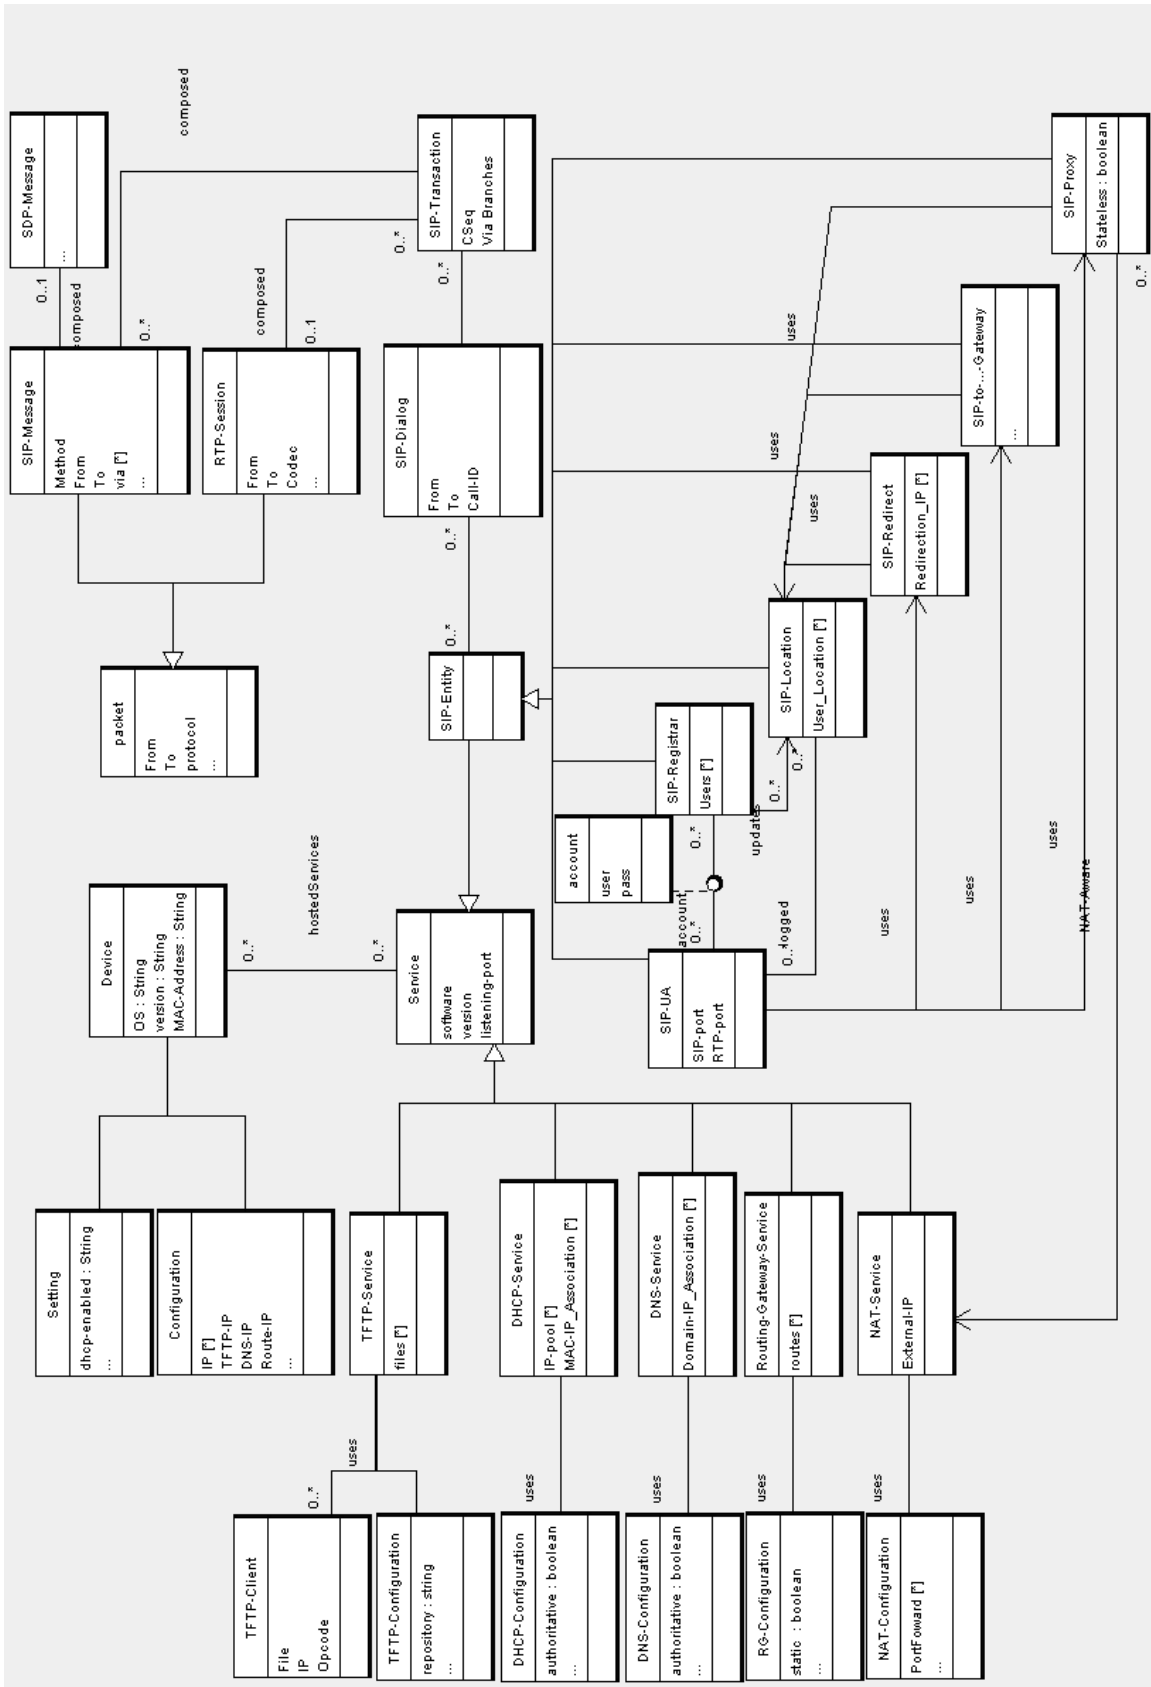 TFTP-Client
File
IP
Opcode
0..*
uses
TFTP-Configuration
repository : string
...
DHCP-Configuration
authoritative : boolean
...
uses
DNS-Configuration
authoritative : boolean
...
uses
RG-Configuration
static : boolean
...
uses
NAT-Configuration
PortFoward [*]
...
uses
Setting
dhcp-enabled : String
...
Configuration
IP [*]
TFTP-IP
DNS-IP
Route-IP
...
TFTP-Service
files [*]
DHCP-Service
IP-pool [*]
MAC-IP_Association [*]
DNS-Service
Domain-IP_Association [*]
Routing-Gateway-Service
routes [*]
NAT-Service
External-IP
Device
OS : String
version : String
MAC-Address : String
0..*
hostedServices
0..*
Service
software
version
listening-port
SIP-UA
SIP-port
RTP-port
account
0..*
0..*
logged
account
user
pass
SIP-Registrar
Users [*]
0..*
updates
0..*
0..*
SIP-Location
User_Location [*]
uses
uses
uses
NAT-Aware
packet
From
To
protocol
...
SIP-Entity
0..*
0..*
SIP-Dialog
From
To
Call-ID
SIP-Message
Method
From
To
via [*]
...
RTP-Session
From
To
Codec
...
SIP-Redirect
Redirection_IP [*]
uses
uses
uses
SIP-to-...-Gateway
...
0..1
composed
0..*
composed
0..1
composed
0..*
0..*
SDP-Message
...
SIP-Transaction
CSeq
Via Branches
SIP-Proxy
Stateless : boolean
0..*